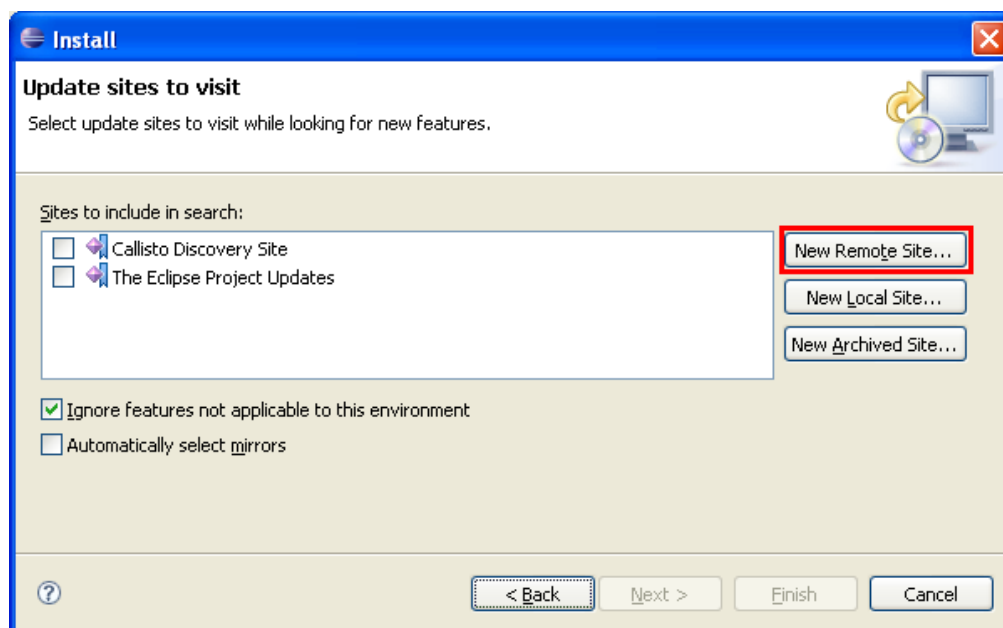 Install
Update sites to visit
Select update sites to visit while looking for new features.
Sites to include in search:
Callisto Discovery Site
The Eclipse Project Updates
New Remote Site...
New Local Site...
New Archived Site...
Ignore features not applicable to this environment
Automatically select mirrors
?
< Back
Next >
Finish
Cancel